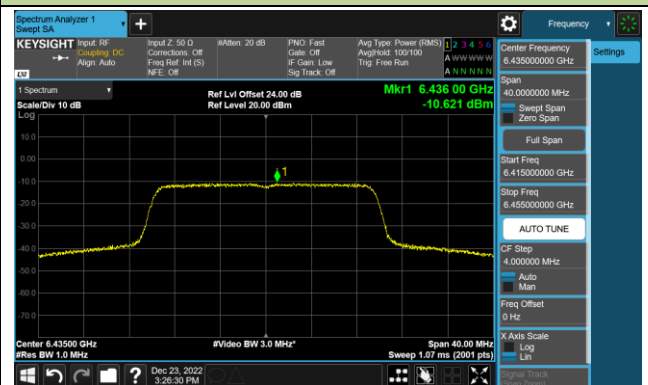 Spectrum Analyzer 1
Swept SA
Frequency
KEYSIGHT
Input: RF
Coupling: DC
Align: Auto
Input Z: 50 Ω
Corrections: Off
Freq Ref: Int (S)
NFE: Off
#Atten: 20 dB
PNO: Fast
Gate: Off
IF Gain: Low
Sig Track: Off
Avg Type: Power (RMS)
Avg|Hold: 100/100
Trig: Free Run
1 2 3 4 5 6
A W W W W W
A N N N N N
LXI
Center Frequency
6.435000000 GHz
Settings
Span
40.0000000 MHz
Swept Span
Zero Span
Full Span
Start Freq
6.415000000 GHz
Stop Freq
6.455000000 GHz
AUTO TUNE
CF Step
4.000000 MHz
Auto
Man
Freq Offset
0 Hz
X Axis Scale
Log
Lin
Signal Track
(Span Zoom)
1 Spectrum
Scale/Div 10 dB
Log
Ref Lvl Offset 24.00 dB
Ref Level 20.00 dBm
Mkr1 6.436 00 GHz
-10.621 dBm
1
10.0
0.00
-10.0
-20.0
-30.0
-40.0
-50.0
-60.0
-70.0
Center 6.43500 GHz
#Res BW 1.0 MHz
#Video BW 3.0 MHz*
Span 40.00 MHz
Sweep 1.07 ms (2001 pts)
?
Dec 23, 2022
3:26:30 PM